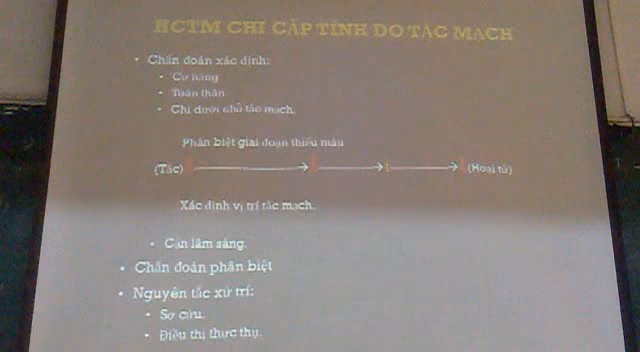 HCTM CHI CẤP TÍNH DO TẮC MẠCH
• Chẩn đoán xác định:
• Cơ năng
• Toàn thân
• Chi dưới chủ tắc mạch.
Phân biệt giai đoạn thiếu máu
(Tắc) (Hoại tử)
Xác định vị trí tắc mạch.
• Cận lâm sàng.
• Chẩn đoán phân biệt
• Nguyên tắc xử trí:
• Sơ cứu.
• Điều thị thực thụ.